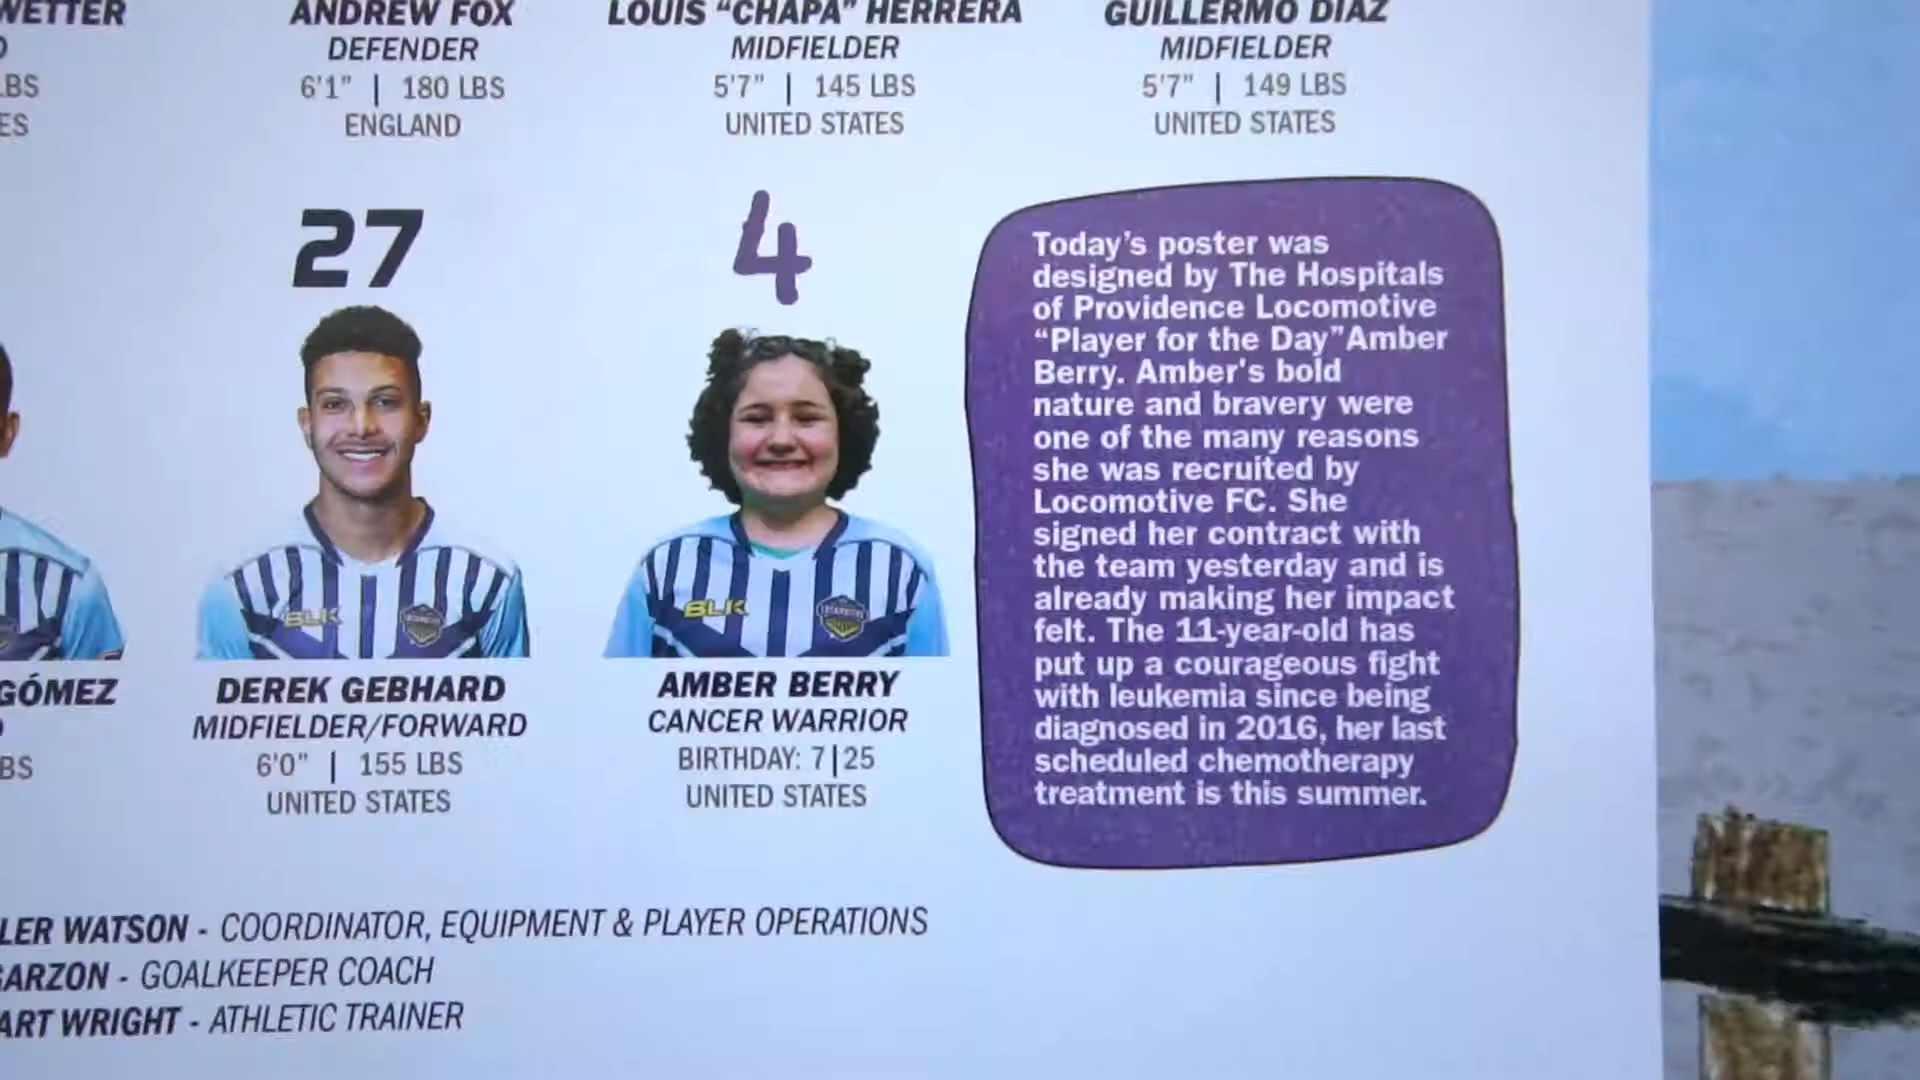 WETTER
ANDREW FOX
LOUIS "CHAPA" HERRERA
GUILLERMO DIAZ
DEFENDER
MIDFIELDER
MIDFIELDER
LBS
6'1" | 180 LBS
5'7" | 145 LBS
5'7" | 149 LBS
ES
ENGLAND
UNITED STATES
UNITED STATES
27
4
BLK
BLK
GÓMEZ
DEREK GEBHARD
MIDFIELDER/FORWARD
BS
6'0" | 155 LBS
UNITED STATES
AMBER BERRY
CANCER WARRIOR
BIRTHDAY: 7|25
UNITED STATES
Today's poster was
designed by The Hospitals
of Providence Locomotive
"Player for the Day"Amber
Berry. Amber's bold
nature and bravery were
one of the many reasons
she was recruited by
Locomotive FC. She
signed her contract with
the team yesterday and is
already making her impact
felt. The 11-year-old has
put up a courageous fight
with leukemia since being
diagnosed in 2016, her last
scheduled chemotherapy
treatment is this summer.
LER WATSON - COORDINATOR, EQUIPMENT & PLAYER OPERATIONS
GARZON - GOALKEEPER COACH
ART WRIGHT - ATHLETIC TRAINER